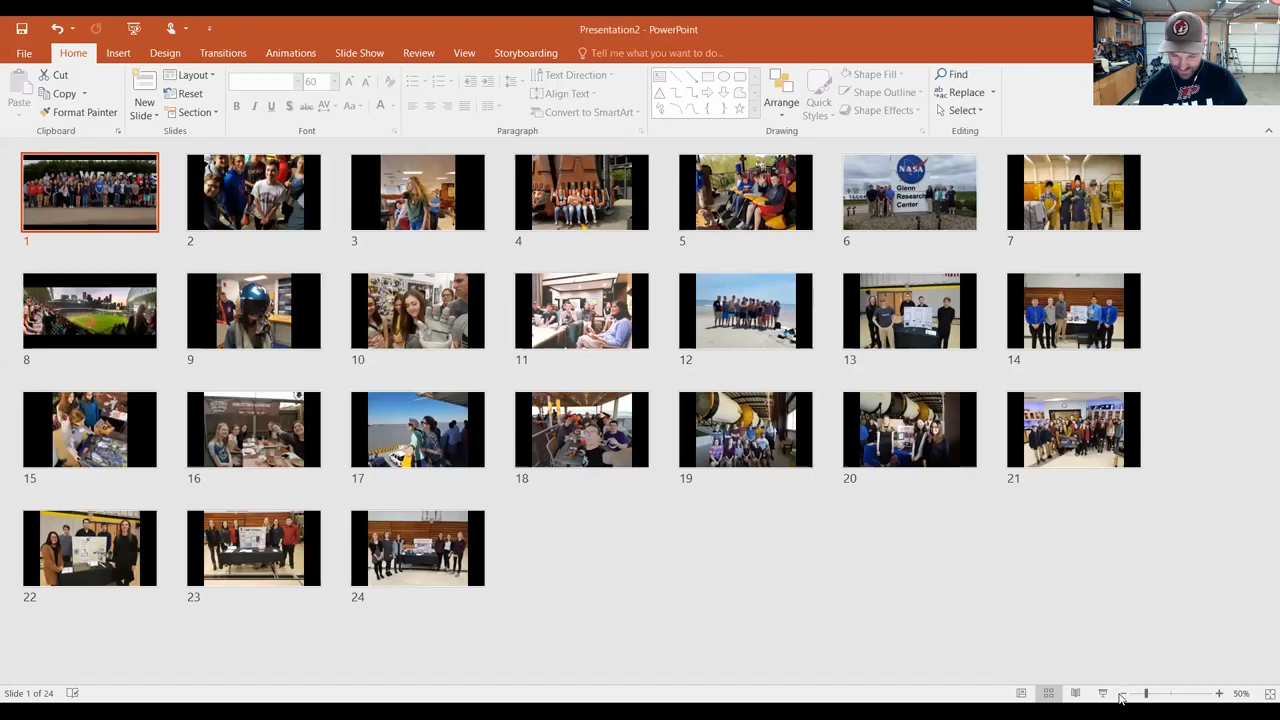 Presentation2 - PowerPoint
File Home Insert Design Transitions Animations Slide Show Review View Storyboarding Tell me what you want to do...
Paste
Cut
Copy
Format Painter
Clipboard
New
Slide
Layout
Reset
Section
Slides
60
B I U S abc AV Aa A
Font
Text Direction
Align Text
Convert to SmartArt
Paragraph
Arrange
Quick
Styles
Shape Fill
Shape Outline
Shape Effects
Drawing
Find
Replace
Select
Editing
NASA
Glenn
Research
Center
1 2 3 4 5 6 7
8 9 10 11 12 13 14
15 16 17 18 19 20 21
22 23 24
Slide 1 of 24
50%